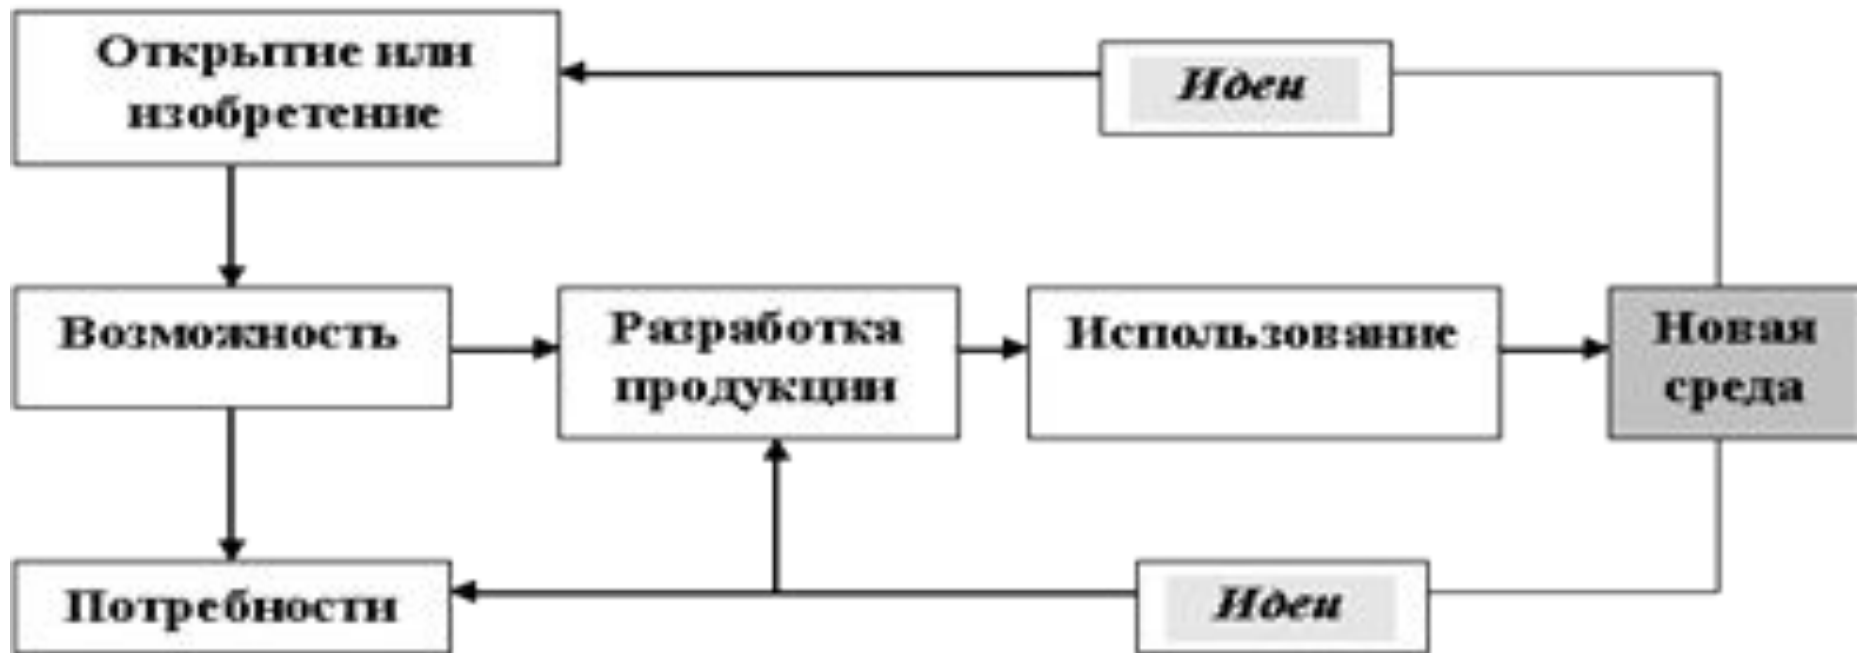 Открытие или
изобретение
Идеи
Возможность
Разработка
продукции
Использование
Новая
среда
Потребности
Идеи